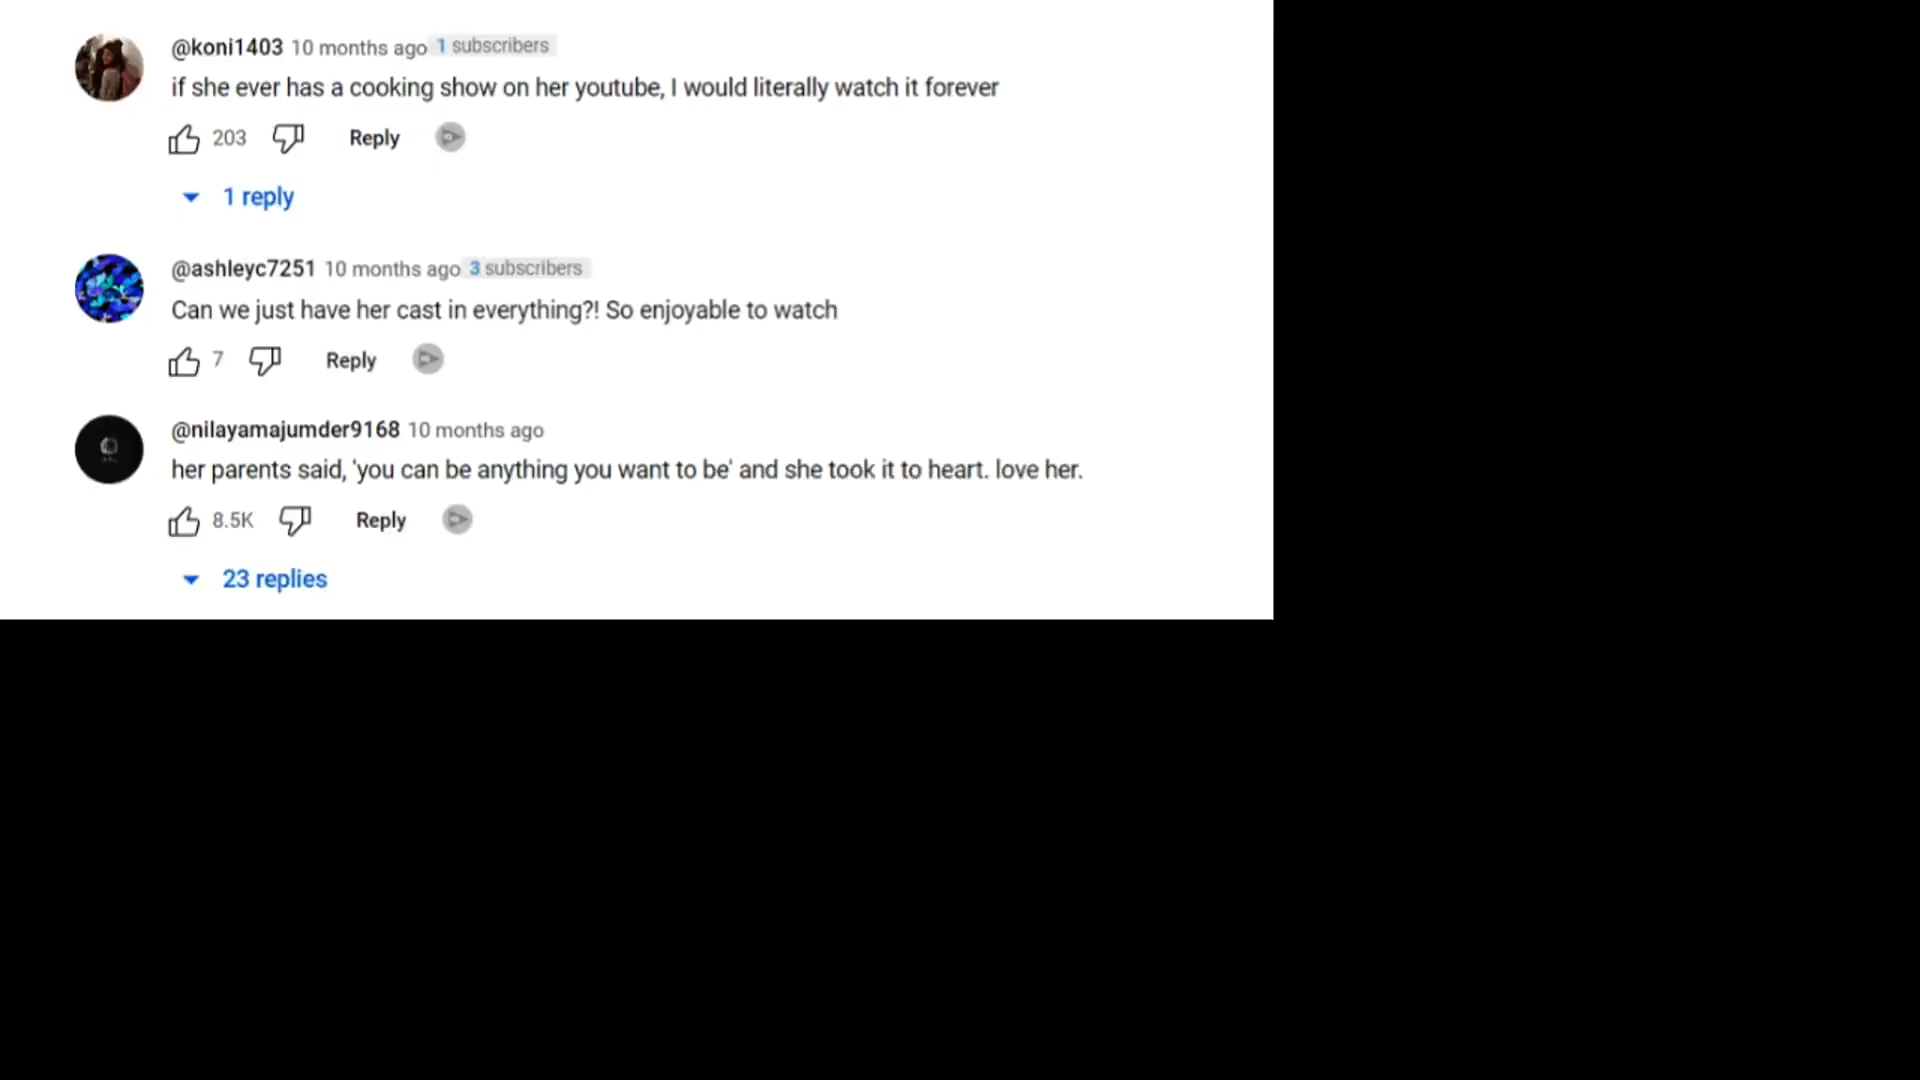 @koni1403 10 months ago 1 subscribers
if she ever has a cooking show on her youtube, I would literally watch it forever
203 Reply
1 reply
@ashleyc7251 10 months ago 3 subscribers
Can we just have her cast in everything?! So enjoyable to watch
7 Reply
@nilayamajumder9168 10 months ago
her parents said, 'you can be anything you want to be' and she took it to heart. love her.
8.5K Reply
23 replies